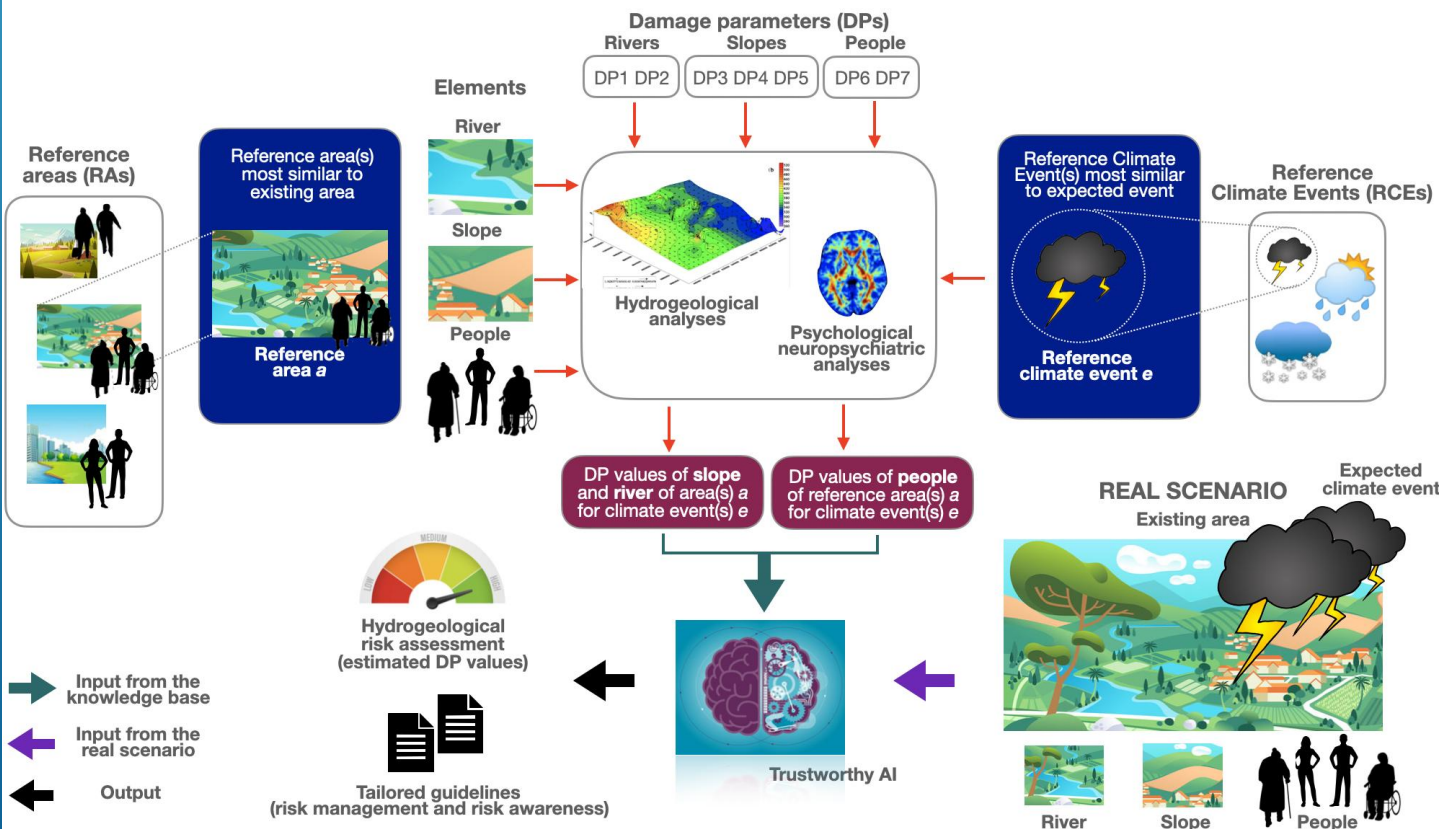 Damage parameters (DPs)
Rivers
Slopes
People
DP1 DP2
DP3 DP4 DP5
DP6 DP7
Elements
River
Slope
People
Reference
areas (RAs)
Reference area(s)
most similar to
existing area
Reference
area a
Hydrogeological
analyses
Psychological
neuropsychiatric
analyses
Reference Climate
Event(s) most similar
to expected event
Reference
climate event e
Reference
Climate Events (RCEs)
DP values of slope
and river of area(s) a
for climate event(s) e
DP values of people
of reference area(s) a
for climate event(s) e
REAL SCENARIO
Existing area
Expected
climate event
LOW
MEDIUM
HIGH
Hydrogeological
risk assessment
(estimated DP values)
Tailored guidelines
(risk management and risk awareness)
Trustworthy AI
Input from the
knowledge base
Input from the
real scenario
Output
River
Slope
People